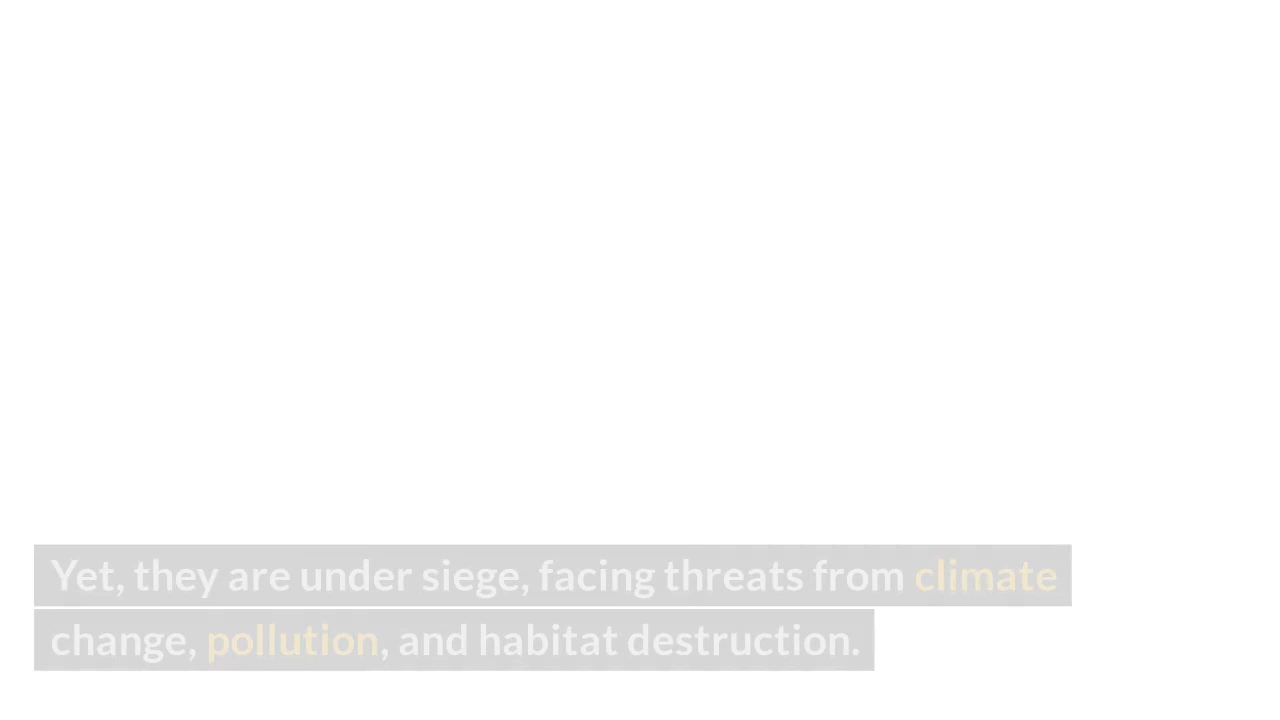 Yet, they are under siege, facing threats from climate
change, pollution, and habitat destruction.